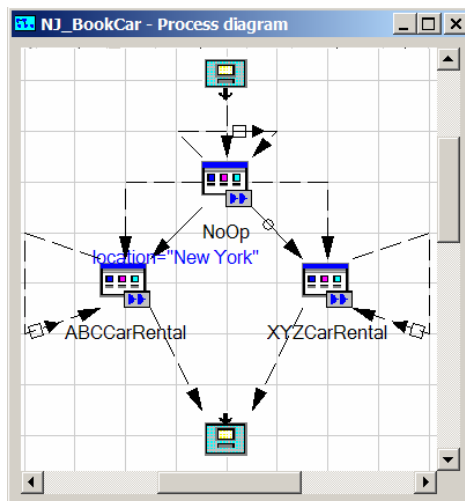 NJ_BookCar - Process diagram
NoOp
location="New York"
ABCCarRental
XYZCarRental